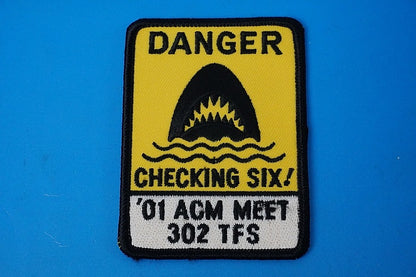 DANGER
CHECKING SIX!
'01 ACM MEET
302 TFS